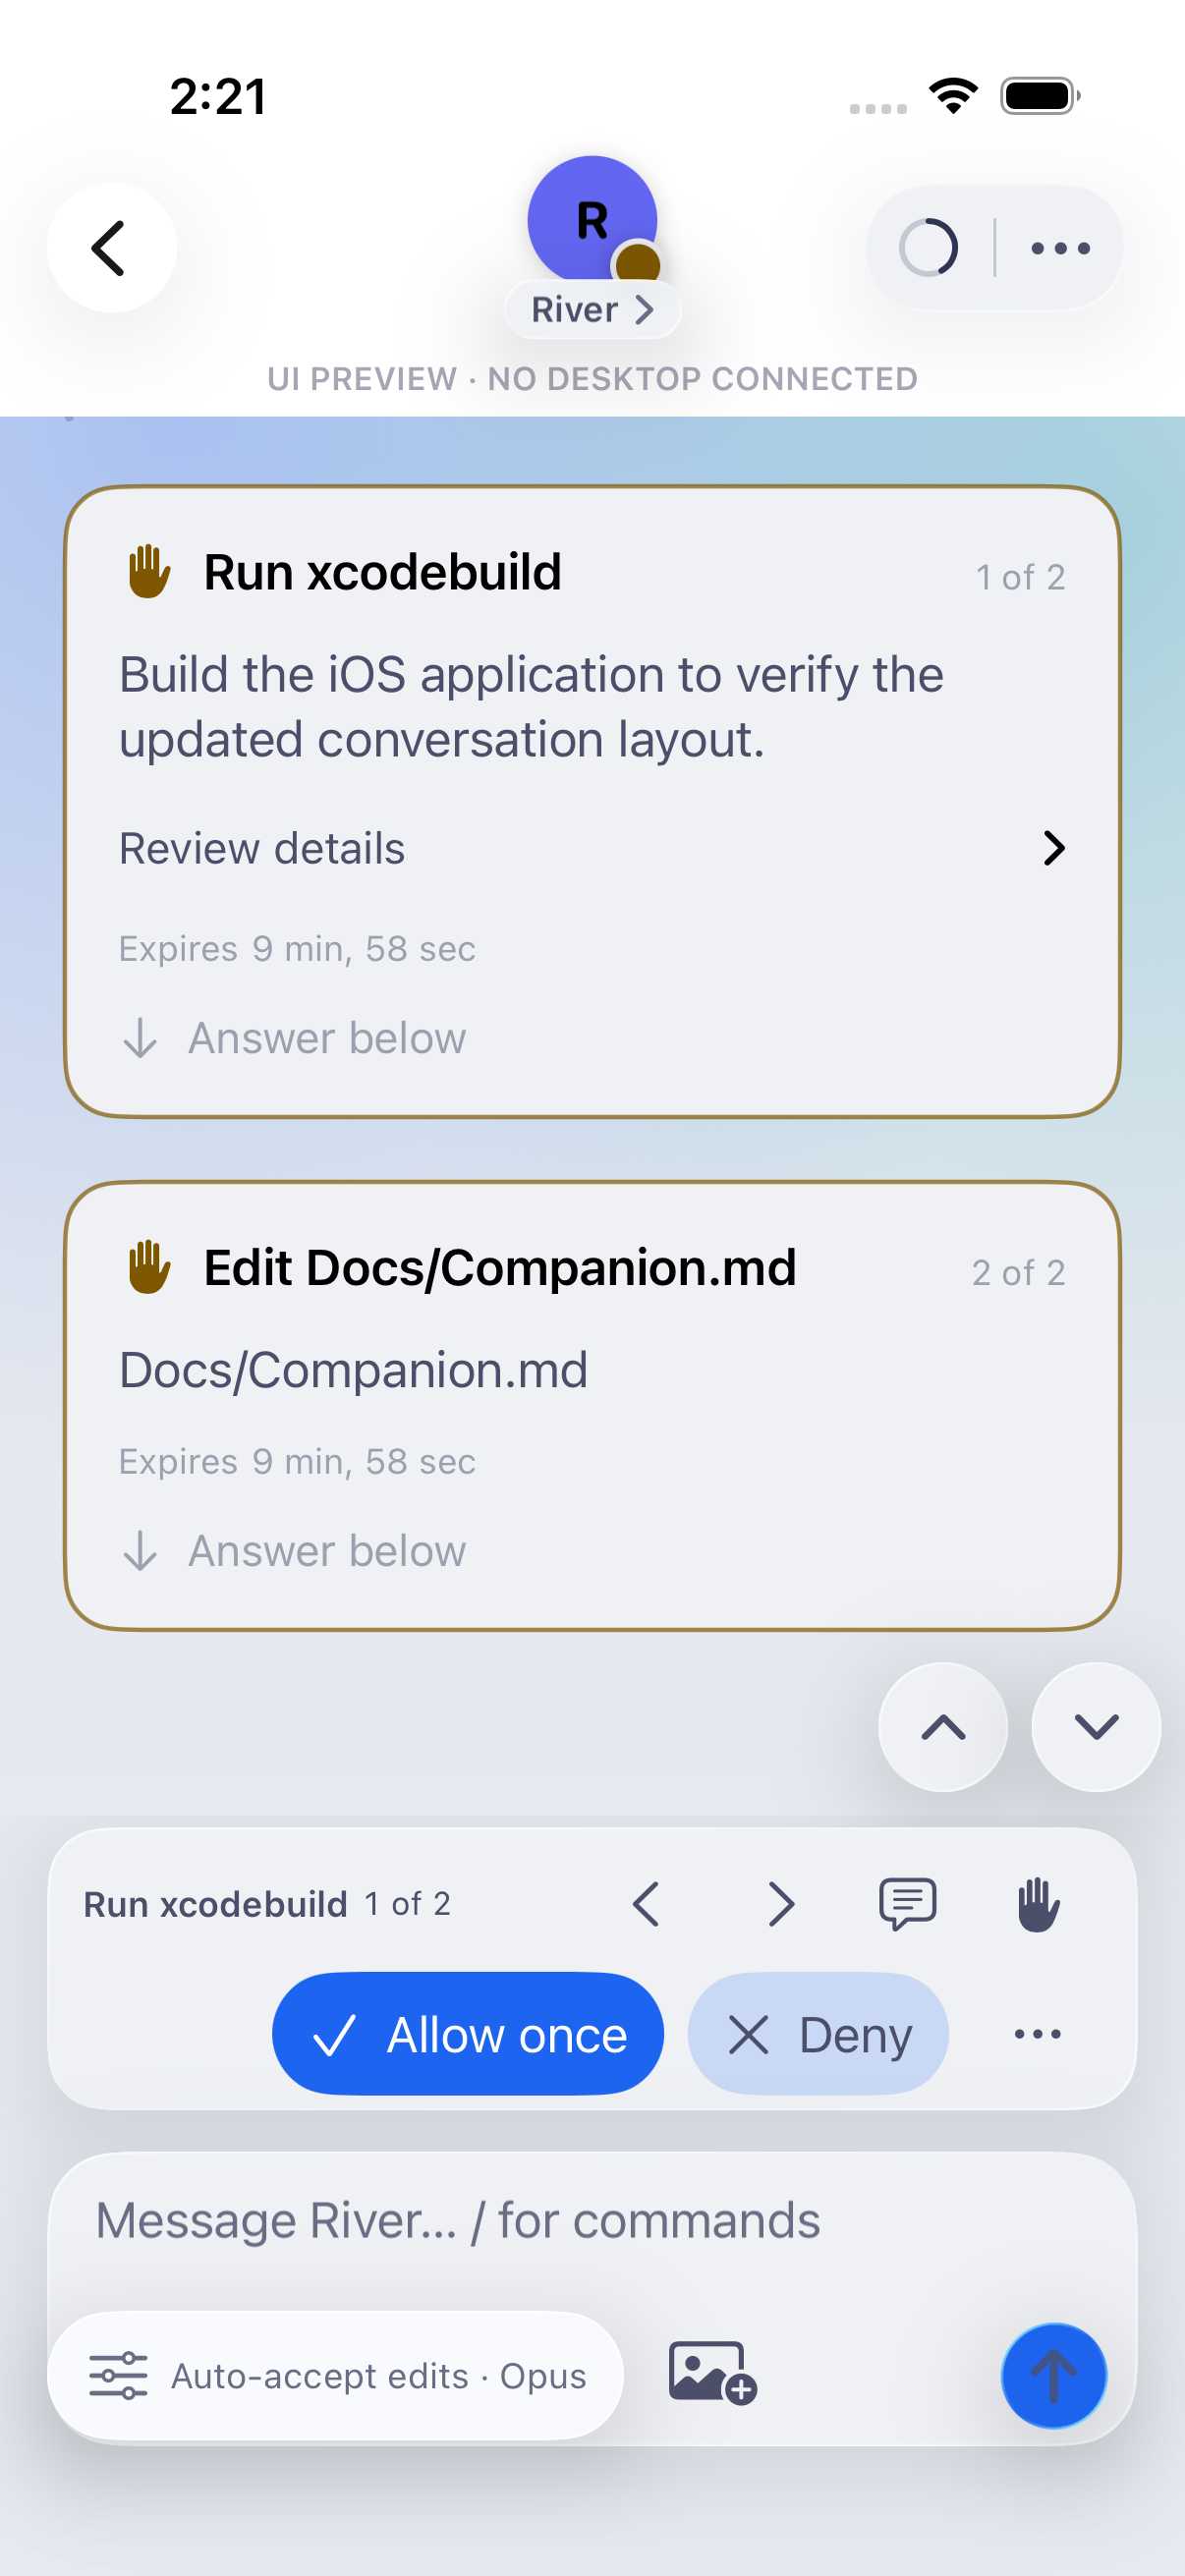 2:21
R
River
UI PREVIEW · NO DESKTOP CONNECTED
Run xcodebuild
1 of 2
Build the iOS application to verify the
updated conversation layout.
Review details
Expires 9 min, 58 sec
Answer below
Edit Docs/Companion.md
2 of 2
Docs/Companion.md
Expires 9 min, 58 sec
Answer below
Run xcodebuild 1 of 2
Allow once
Deny
Message River... / for commands
Auto-accept edits · Opus